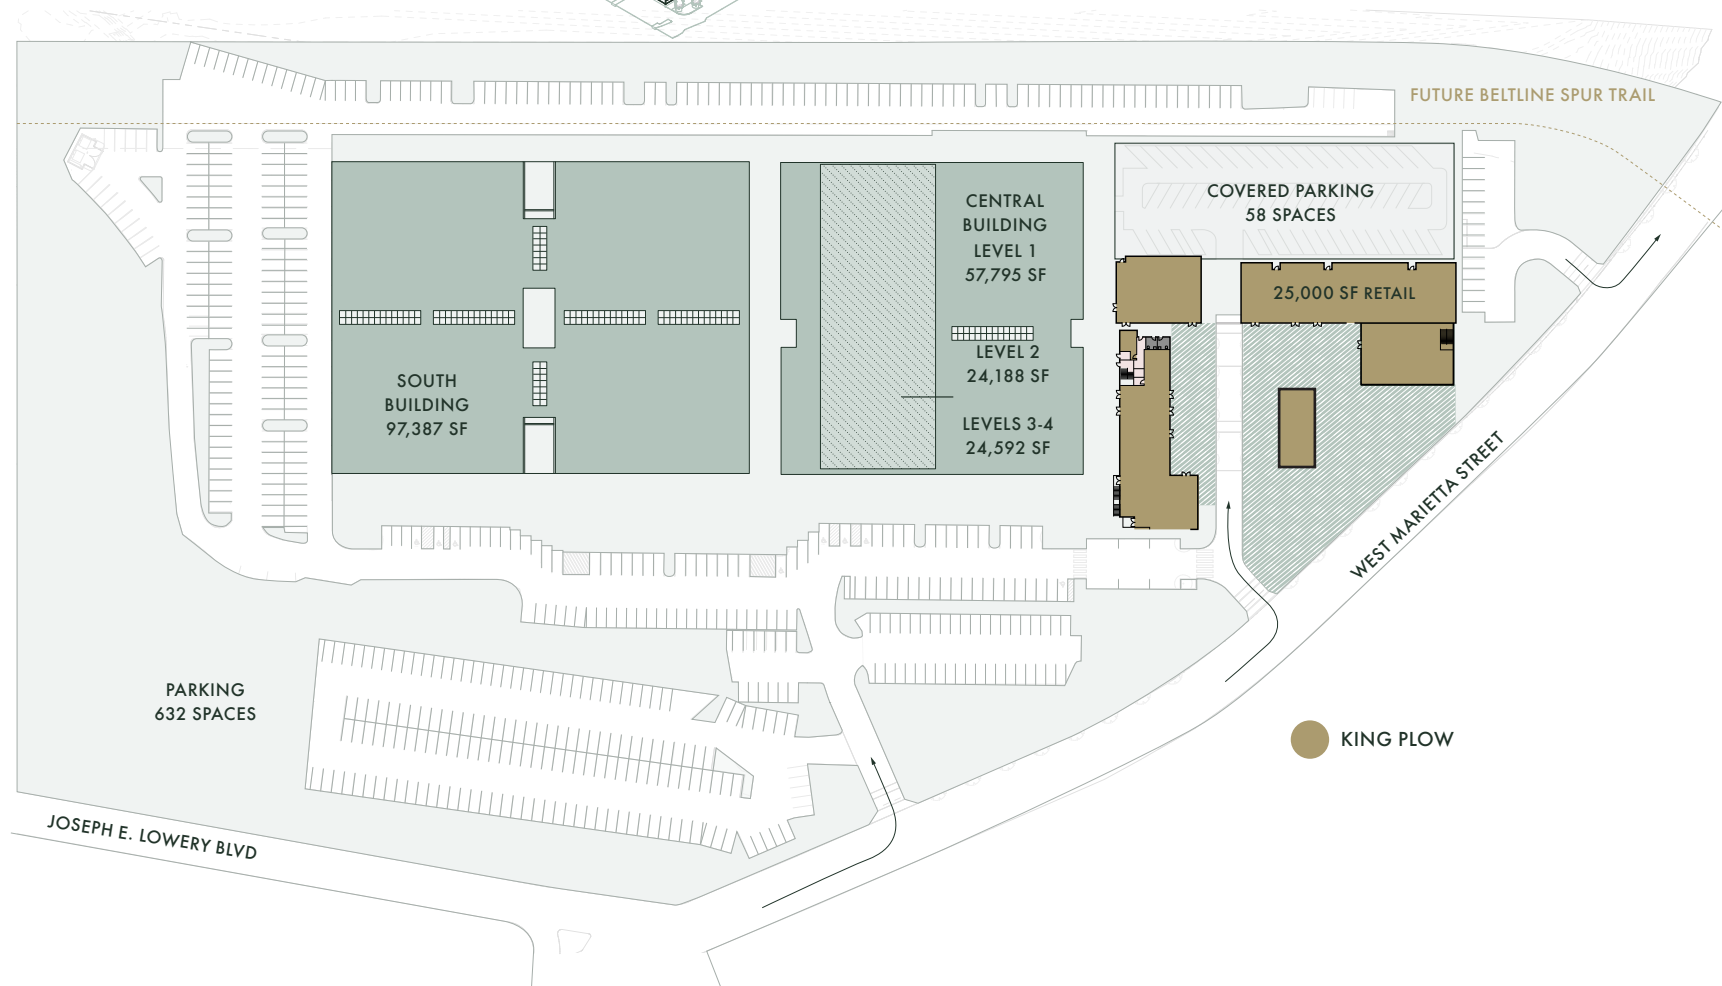 FUTURE BELTLINE SPUR TRAIL
COVERED PARKING
58 SPACES
CENTRAL
BUILDING
LEVEL 1
57,795 SF
25,000 SF RETAIL
LEVEL 2
24,188 SF
SOUTH
BUILDING
97,387 SF
LEVELS 3-4
24,592 SF
WEST MARIETTA STREET
PARKING
632 SPACES
KING PLOW
JOSEPH E. LOWERY BLVD